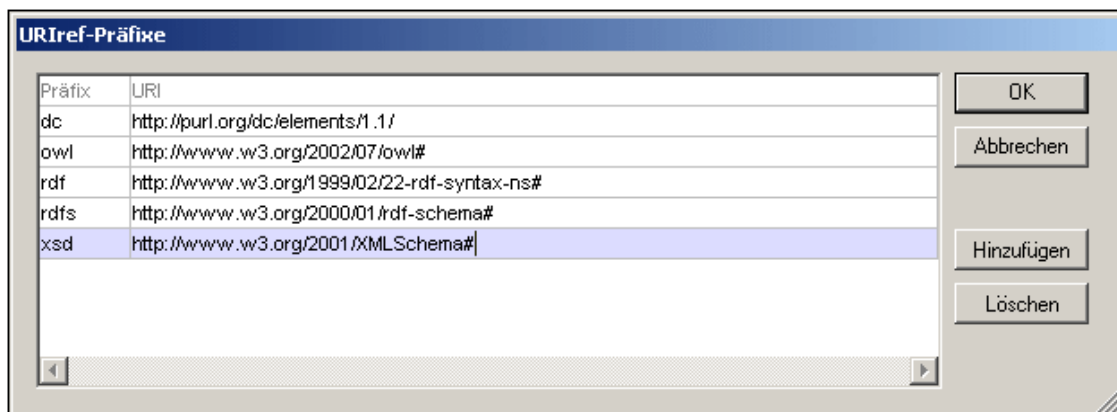 URIref-Präfixe
Präfix URI
dc http://purl.org/dc/elements/1.1/
owl http://www.w3.org/2002/07/owl#
rdf http://www.w3.org/1999/02/22-rdf-syntax-ns#
rdfs http://www.w3.org/2000/01/rdf-schema#
xsd http://www.w3.org/2001/XMLSchema#
OK
Abbrechen
Hinzufügen
Löschen